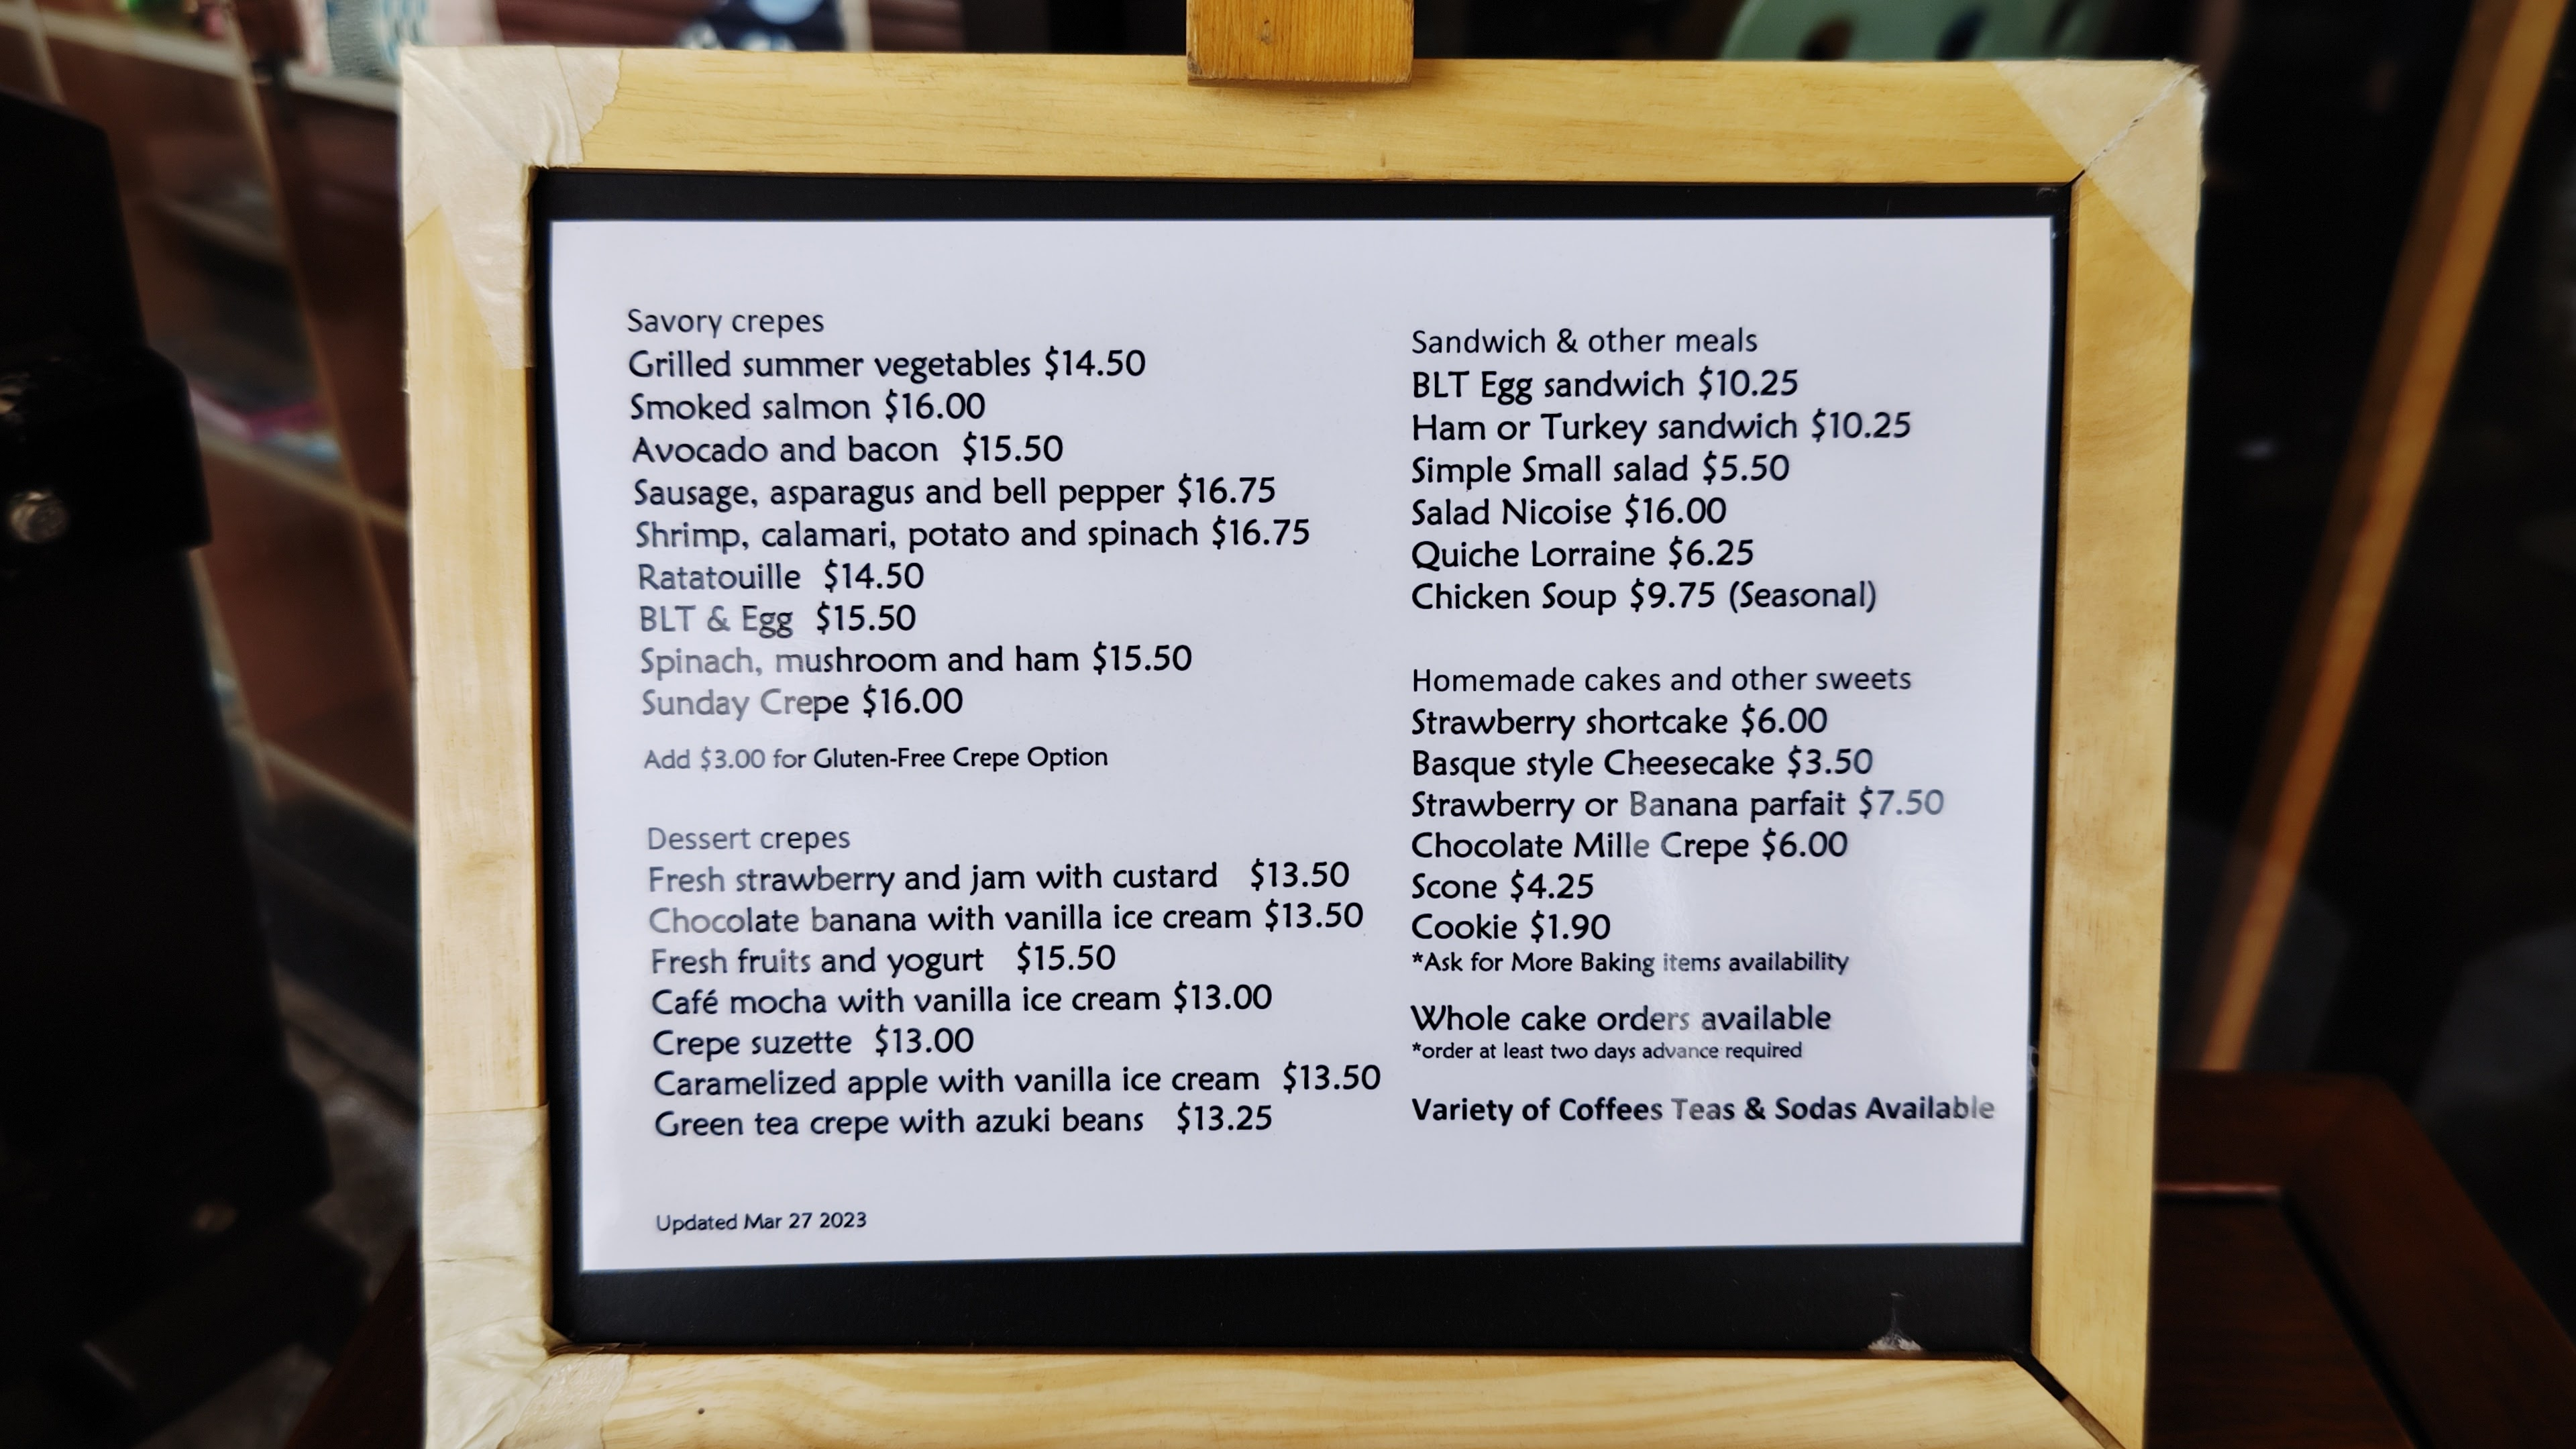 Savory crepes
Grilled summer vegetables $14.50
Smoked salmon $16.00
Avocado and bacon $15.50
Sausage, asparagus and bell pepper $16.75
Shrimp, calamari, potato and spinach $16.75
Ratatouille $14.50
BLT & Egg $15.50
Spinach, mushroom and ham $15.50
Sunday Crepe $16.00
Add $3.00 for Gluten-Free Crepe Option
Dessert crepes
Fresh strawberry and jam with custard $13.50
Chocolate banana with vanilla ice cream $13.50
Fresh fruits and yogurt $15.50
Café mocha with vanilla ice cream $13.00
Crepe suzette $13.00
Caramelized apple with vanilla ice cream $13.50
Green tea crepe with azuki beans $13.25
Updated Mar 27 2023
Sandwich & other meals
BLT Egg sandwich $10.25
Ham or Turkey sandwich $10.25
Simple Small salad $5.50
Salad Nicoise $16.00
Quiche Lorraine $6.25
Chicken Soup $9.75 (Seasonal)
Homemade cakes and other sweets
Strawberry shortcake $6.00
Basque style Cheesecake $3.50
Strawberry or Banana parfait $7.50
Chocolate Mille Crepe $6.00
Scone $4.25
Cookie $1.90
*Ask for More Baking items availability
Whole cake orders available
*order at least two days advance required
Variety of Coffees Teas & Sodas Available